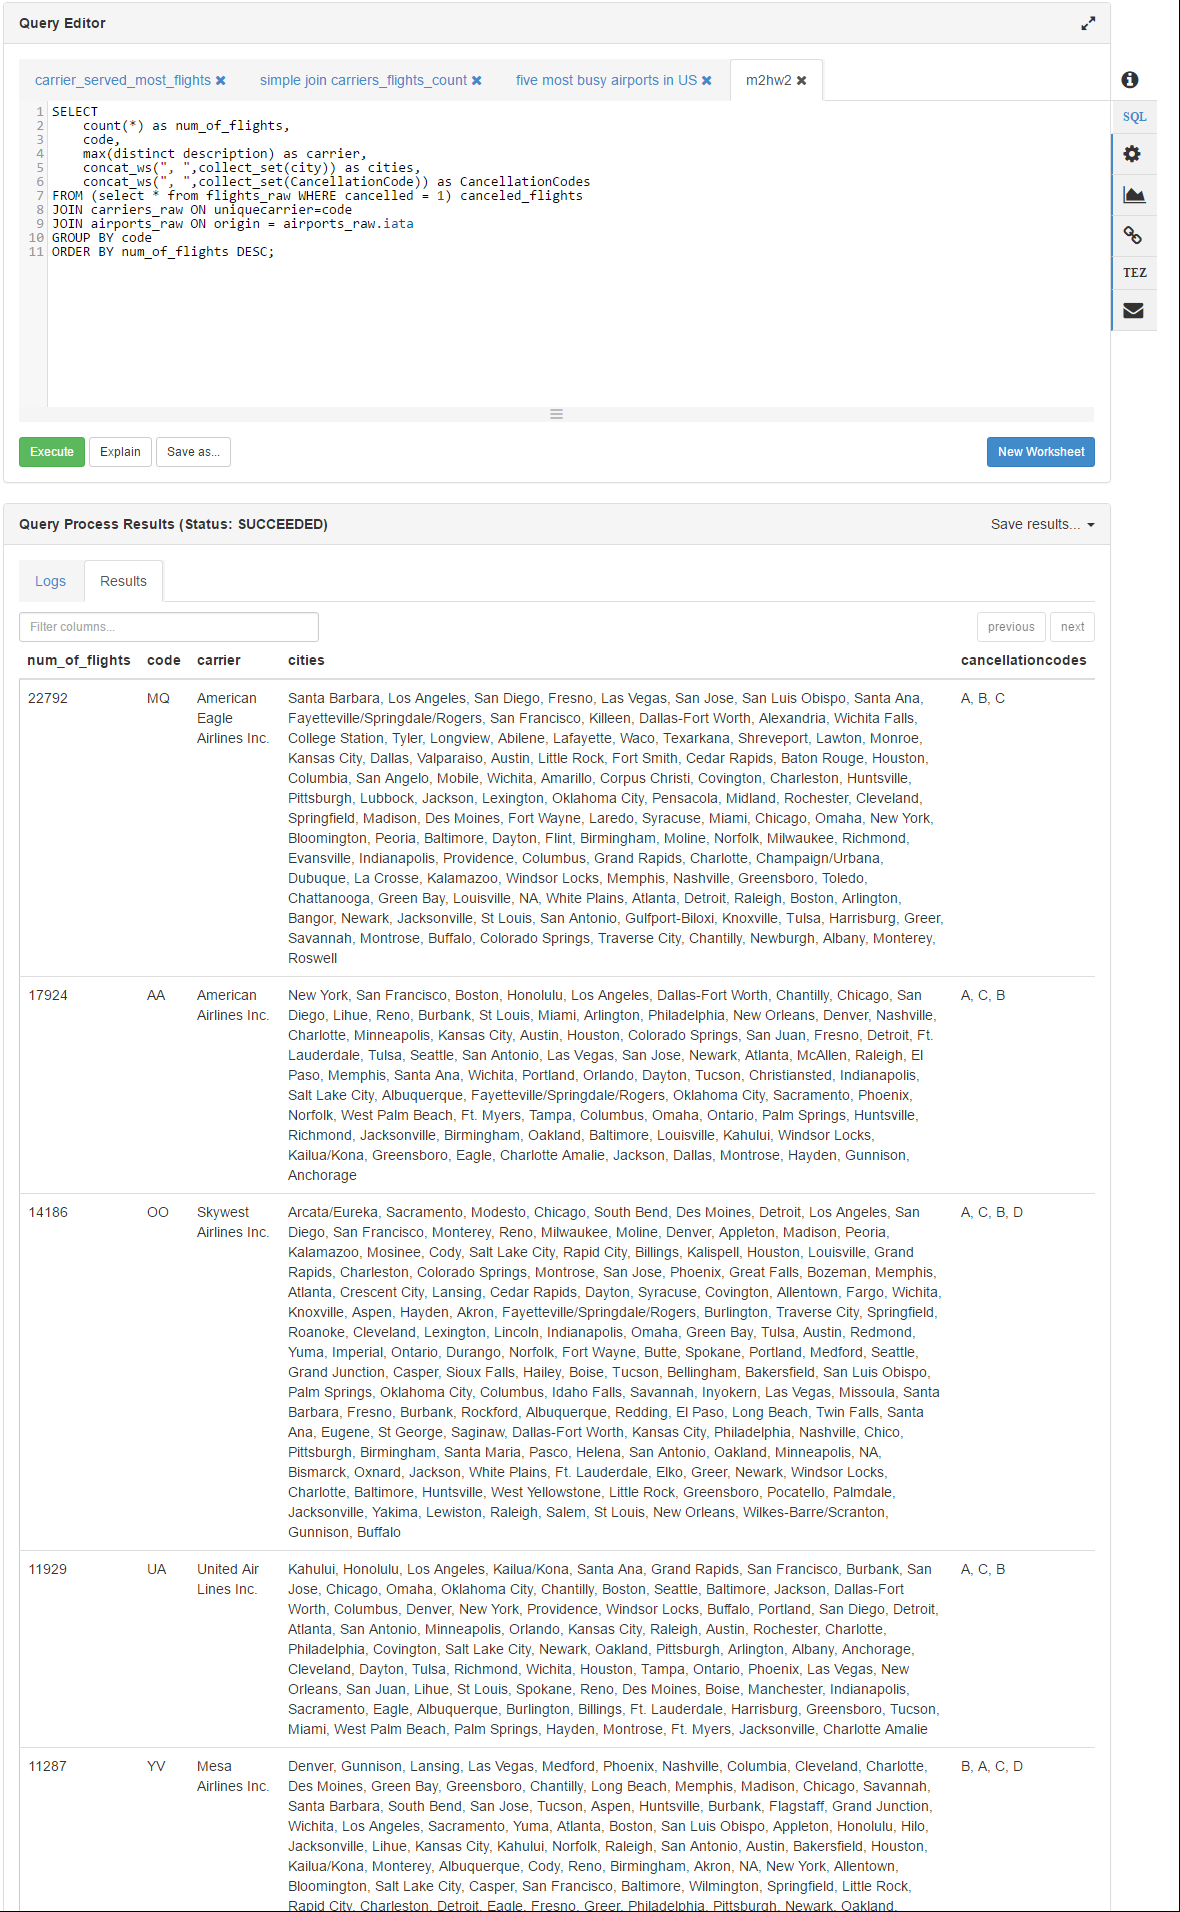 Query Editor
carrier_served_most_flights ✖ simple join carriers_flights_count ✖ five most busy airports in US ✖ m2hw2 ✖
SQL
TEZ
1 SELECT
2     count(*) as num_of_flights,
3     code,
4     max(distinct description) as carrier,
5     concat_ws(", ",collect_set(city)) as cities,
6     concat_ws(", ",collect_set(CancellationCode)) as CancellationCodes
7 FROM (select * from flights_raw WHERE cancelled = 1) canceled_flights
8 JOIN carriers_raw ON uniquecarrier=code
9 JOIN airports_raw ON origin = airports_raw.iata
10 GROUP BY code
11 ORDER BY num_of_flights DESC;
Execute Explain Save as... New Worksheet
Query Process Results (Status: SUCCEEDED) Save results...
Logs Results
Filter columns... previous next
num_of_flights code carrier cities cancellationcodes
22792 MQ American Santa Barbara, Los Angeles, San Diego, Fresno, Las Vegas, San Jose, San Luis Obispo, Santa Ana, A, B, C
Eagle Fayetteville/Springdale/Rogers, San Francisco, Killeen, Dallas-Fort Worth, Alexandria, Wichita Falls,
Airlines Inc. College Station, Tyler, Longview, Abilene, Lafayette, Waco, Texarkana, Shreveport, Lawton, Monroe,
Kansas City, Dallas, Valparaiso, Austin, Little Rock, Fort Smith, Cedar Rapids, Baton Rouge, Houston,
Columbia, San Angelo, Mobile, Wichita, Amarillo, Corpus Christi, Covington, Charleston, Huntsville,
Pittsburgh, Lubbock, Jackson, Lexington, Oklahoma City, Pensacola, Midland, Rochester, Cleveland,
Springfield, Madison, Des Moines, Fort Wayne, Laredo, Syracuse, Miami, Chicago, Omaha, New York,
Bloomington, Peoria, Baltimore, Dayton, Flint, Birmingham, Moline, Norfolk, Milwaukee, Richmond,
Evansville, Indianapolis, Providence, Columbus, Grand Rapids, Charlotte, Champaign/Urbana,
Dubuque, La Crosse, Kalamazoo, Windsor Locks, Memphis, Nashville, Greensboro, Toledo,
Chattanooga, Green Bay, Louisville, NA, White Plains, Atlanta, Detroit, Raleigh, Boston, Arlington,
Bangor, Newark, Jacksonville, St Louis, San Antonio, Gulfport-Biloxi, Knoxville, Tulsa, Harrisburg, Greer,
Savannah, Montrose, Buffalo, Colorado Springs, Traverse City, Chantilly, Newburgh, Albany, Monterey,
Roswell
17924 AA American New York, San Francisco, Boston, Honolulu, Los Angeles, Dallas-Fort Worth, Chantilly, Chicago, San A, C, B
Airlines Inc. Diego, Lihue, Reno, Burbank, St Louis, Miami, Arlington, Philadelphia, New Orleans, Denver, Nashville,
Charlotte, Minneapolis, Kansas City, Austin, Houston, Colorado Springs, San Juan, Fresno, Detroit, Ft.
Lauderdale, Tulsa, Seattle, San Antonio, Las Vegas, San Jose, Newark, Atlanta, McAllen, Raleigh, El
Paso, Memphis, Santa Ana, Wichita, Portland, Orlando, Dayton, Tucson, Christiansted, Indianapolis,
Salt Lake City, Albuquerque, Fayetteville/Springdale/Rogers, Oklahoma City, Sacramento, Phoenix,
Norfolk, West Palm Beach, Ft. Myers, Tampa, Columbus, Omaha, Ontario, Palm Springs, Huntsville,
Richmond, Jacksonville, Birmingham, Oakland, Baltimore, Louisville, Kahului, Windsor Locks,
Kailua/Kona, Greensboro, Eagle, Charlotte Amalie, Jackson, Dallas, Montrose, Hayden, Gunnison,
Anchorage
14186 OO Skywest Arcata/Eureka, Sacramento, Modesto, Chicago, South Bend, Des Moines, Detroit, Los Angeles, San A, C, B, D
Airlines Inc. Diego, San Francisco, Monterey, Reno, Milwaukee, Moline, Denver, Appleton, Madison, Peoria,
Kalamazoo, Mosinee, Cody, Salt Lake City, Rapid City, Billings, Kalispell, Houston, Louisville, Grand
Rapids, Charleston, Colorado Springs, Montrose, San Jose, Phoenix, Great Falls, Bozeman, Memphis,
Atlanta, Crescent City, Lansing, Cedar Rapids, Dayton, Syracuse, Covington, Allentown, Fargo, Wichita,
Knoxville, Aspen, Hayden, Akron, Fayetteville/Springdale/Rogers, Burlington, Traverse City, Springfield,
Roanoke, Cleveland, Lexington, Lincoln, Indianapolis, Omaha, Green Bay, Tulsa, Austin, Redmond,
Yuma, Imperial, Ontario, Durango, Norfolk, Fort Wayne, Butte, Spokane, Portland, Medford, Seattle,
Grand Junction, Casper, Sioux Falls, Hailey, Boise, Tucson, Bellingham, Bakersfield, San Luis Obispo,
Palm Springs, Oklahoma City, Columbus, Idaho Falls, Savannah, Inyokern, Las Vegas, Missoula, Santa
Barbara, Fresno, Burbank, Rockford, Albuquerque, Redding, El Paso, Long Beach, Twin Falls, Santa
Ana, Eugene, St George, Saginaw, Dallas-Fort Worth, Kansas City, Philadelphia, Nashville, Chico,
Pittsburgh, Birmingham, Santa Maria, Pasco, Helena, San Antonio, Oakland, Minneapolis, NA,
Bismarck, Oxnard, Jackson, White Plains, Ft. Lauderdale, Elko, Greer, Newark, Windsor Locks,
Charlotte, Baltimore, Huntsville, West Yellowstone, Little Rock, Greensboro, Pocatello, Palmdale,
Jacksonville, Yakima, Lewiston, Raleigh, Salem, St Louis, New Orleans, Wilkes-Barre/Scranton,
Gunnison, Buffalo
11929 UA United Air Kahului, Honolulu, Los Angeles, Kailua/Kona, Santa Ana, Grand Rapids, San Francisco, Burbank, San A, C, B
Lines Inc. Jose, Chicago, Omaha, Oklahoma City, Chantilly, Boston, Seattle, Baltimore, Jackson, Dallas-Fort
Worth, Columbus, Denver, New York, Providence, Windsor Locks, Buffalo, Portland, San Diego, Detroit,
Atlanta, San Antonio, Minneapolis, Orlando, Kansas City, Raleigh, Austin, Rochester, Charlotte,
Philadelphia, Covington, Salt Lake City, Newark, Oakland, Pittsburgh, Arlington, Albany, Anchorage,
Cleveland, Dayton, Tulsa, Richmond, Wichita, Houston, Tampa, Ontario, Phoenix, Las Vegas, New
Orleans, San Juan, Lihue, St Louis, Spokane, Reno, Des Moines, Boise, Manchester, Indianapolis,
Sacramento, Eagle, Albuquerque, Burlington, Billings, Ft. Lauderdale, Harrisburg, Greensboro, Tucson,
Miami, West Palm Beach, Palm Springs, Hayden, Montrose, Ft. Myers, Jacksonville, Charlotte Amalie
11287 YV Mesa Denver, Gunnison, Lansing, Las Vegas, Medford, Phoenix, Nashville, Columbia, Cleveland, Charlotte, B, A, C, D
Airlines Inc. Des Moines, Green Bay, Greensboro, Chantilly, Long Beach, Memphis, Madison, Chicago, Savannah,
Santa Barbara, South Bend, San Jose, Tucson, Aspen, Huntsville, Burbank, Flagstaff, Grand Junction,
Wichita, Los Angeles, Sacramento, Yuma, Atlanta, Boston, San Luis Obispo, Appleton, Honolulu, Hilo,
Jacksonville, Lihue, Kansas City, Kahului, Norfolk, Raleigh, San Antonio, Austin, Bakersfield, Houston,
Kailua/Kona, Monterey, Albuquerque, Cody, Reno, Birmingham, Akron, NA, New York, Allentown,
Bloomington, Salt Lake City, Casper, San Francisco, Baltimore, Wilmington, Springfield, Little Rock,
Rapid City, Charleston, Detroit, Eagle, Fresno, Greer, Philadelphia, Pittsburgh, Newark, Oakland,